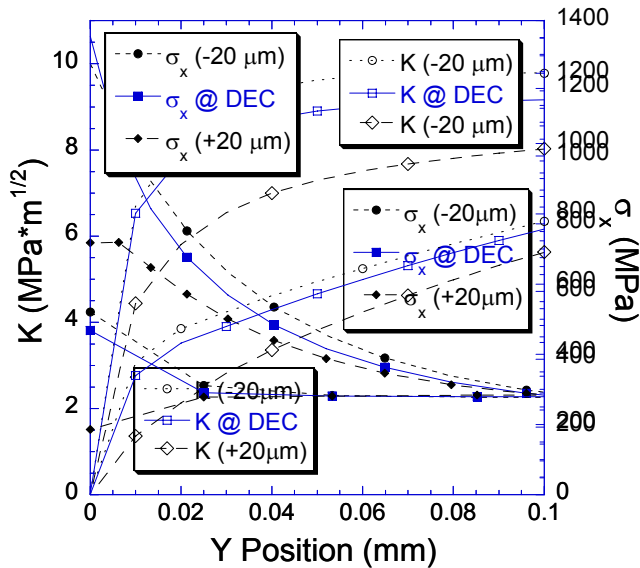 10
8
6
4
2
0
K (MPa*m1/2)
0
0.02
0.04
0.06
0.08
0.1
Y Position (mm)
1400
1200
1000
800
600
400
200
0
σx (MPa)
σx (-20 μm)
σx @ DEC
σx (+20 μm)
K (-20 μm)
K @ DEC
K (-20 μm)
σx (-20μm)
σx @ DEC
σx (+20μm)
K (-20μm)
K @ DEC
K (+20μm)